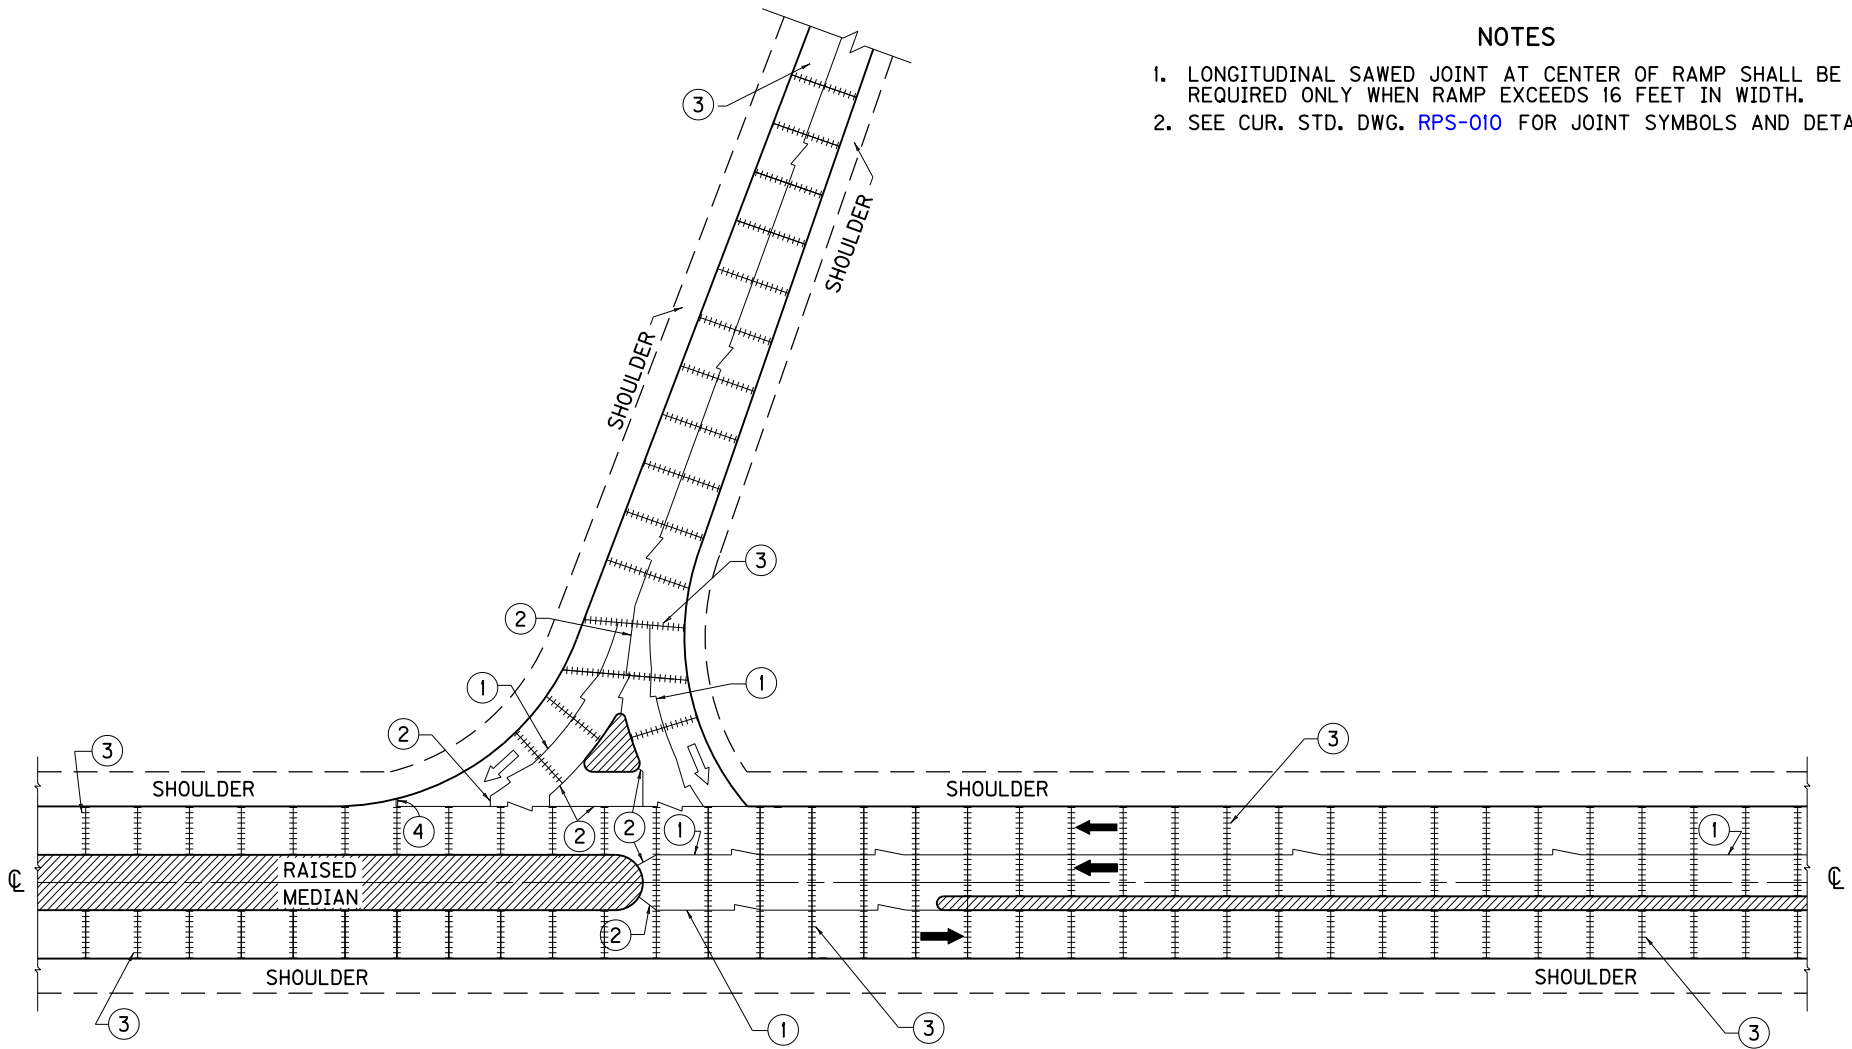 NOTES
1. LONGITUDINAL SAWED JOINT AT CENTER OF RAMP SHALL BE
REQUIRED ONLY WHEN RAMP EXCEEDS 16 FEET IN WIDTH.
2. SEE CUR. STD. DWG. RPS-010 FOR JOINT SYMBOLS AND DETA
3
SHOULDER
SHOULDER
3
2
1
1
2
3
3
SHOULDER
SHOULDER
4
2
2
1
1
℄
RAISED
MEDIAN
℄
2
SHOULDER
SHOULDER
3
1
3
3